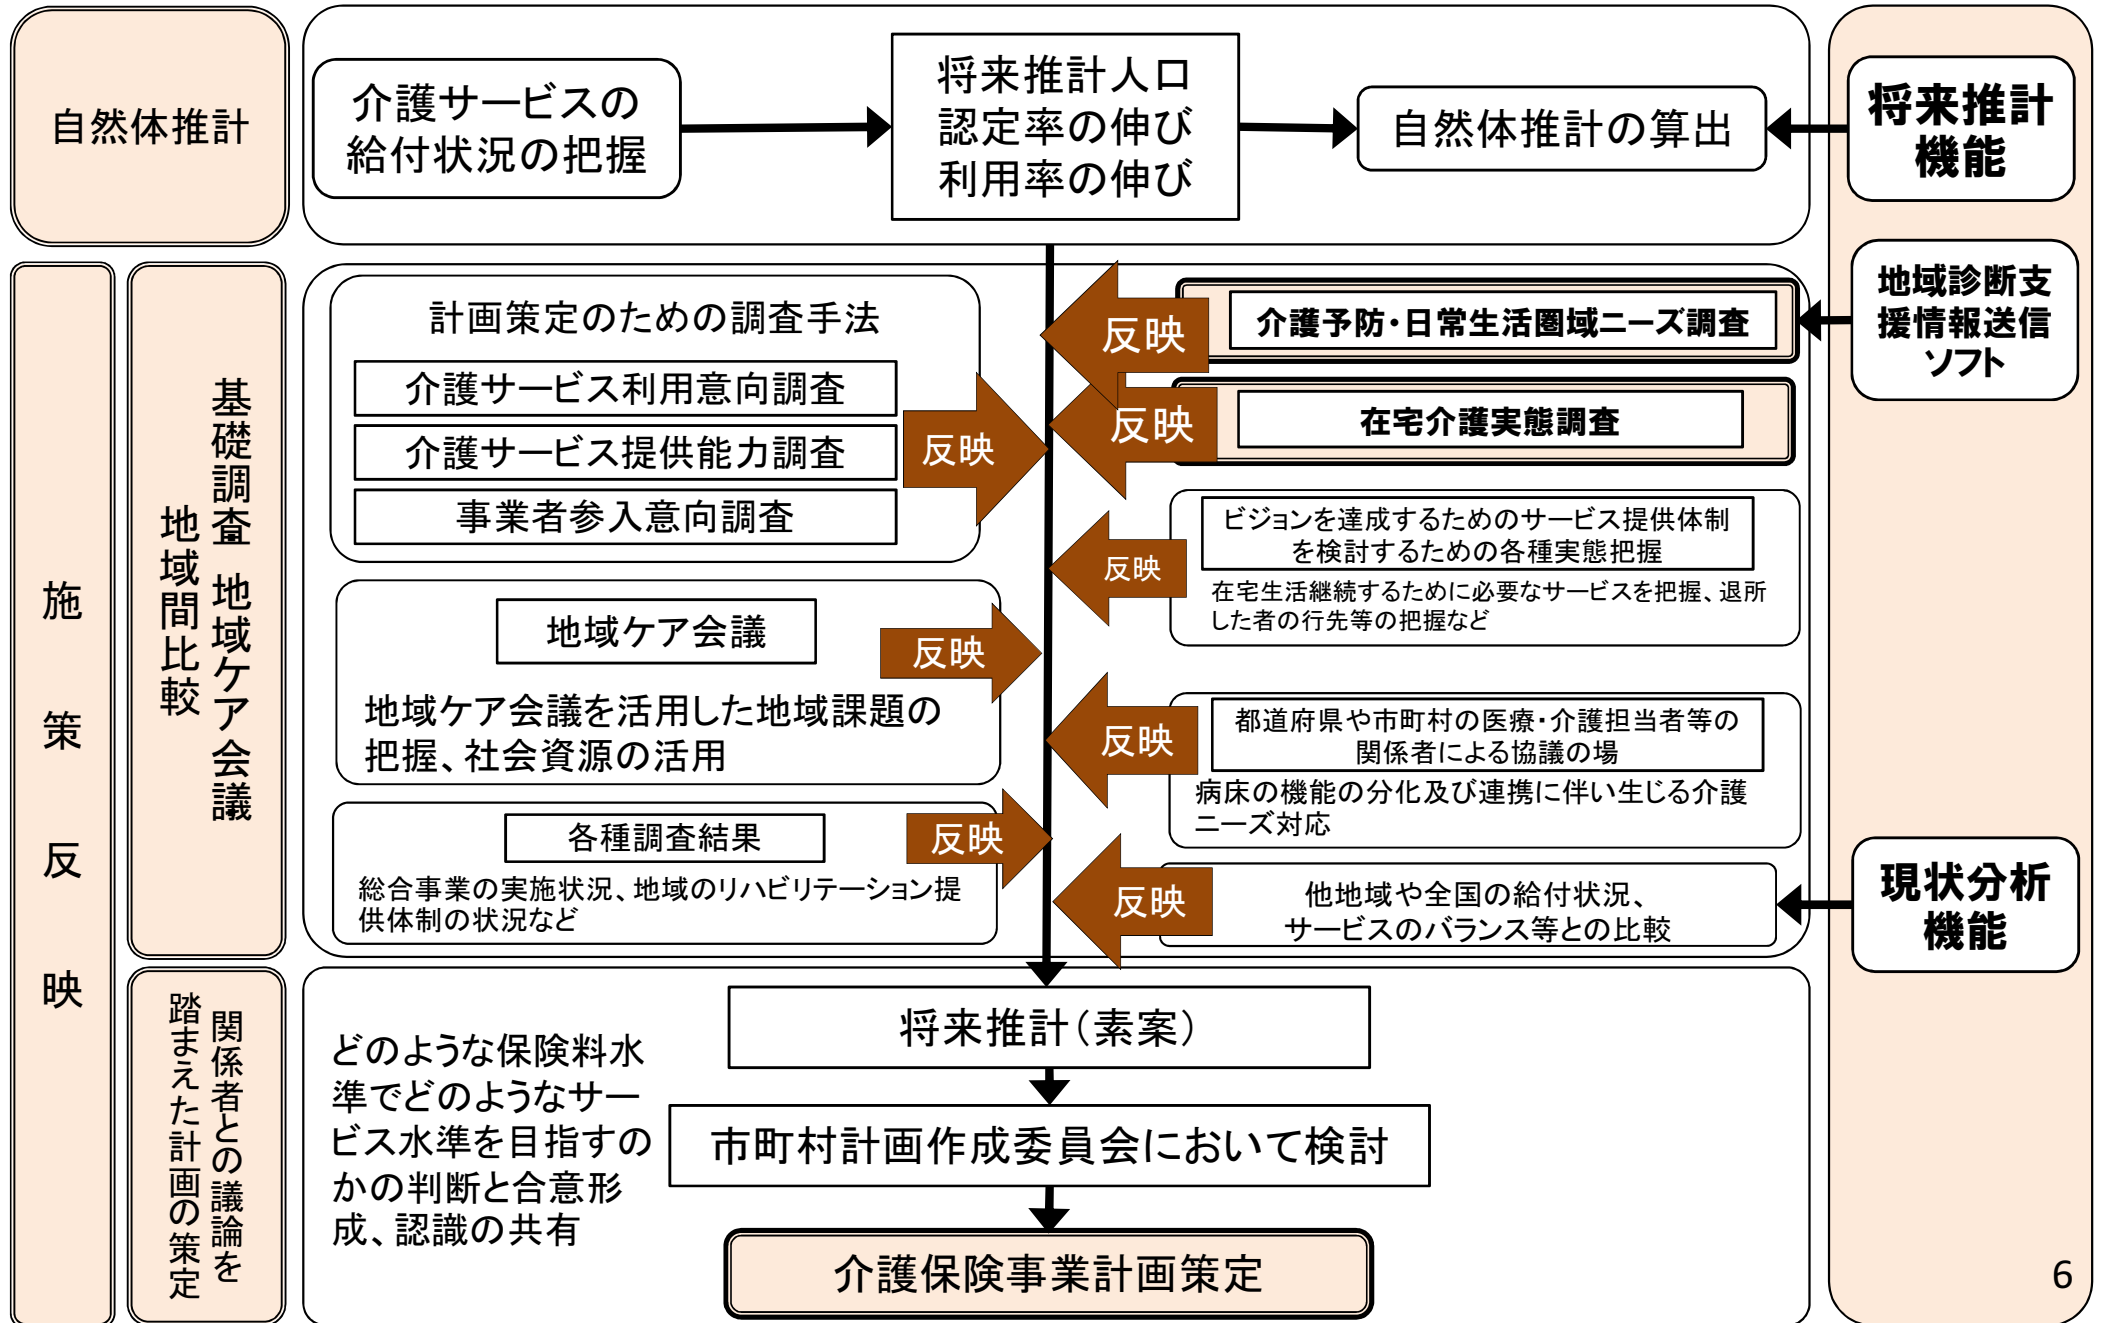 自然体推計
介護サービスの
給付状況の把握
将来推計人口
認定率の伸び
利用率の伸び
自然体推計の算出
将来推計
機能
施策反映
基礎調査 地域ケア会議
地域間比較
計画策定のための調査手法
介護サービス利用意向調査
介護サービス提供能力調査
事業者参入意向調査
反映
反映
介護予防・日常生活圏域ニーズ調査
地域診断支
援情報送信
ソフト
反映
在宅介護実態調査
反映
ビジョンを達成するためのサービス提供体制
を検討するための各種実態把握
在宅生活継続するために必要なサービスを把握、退所
した者の行先等の把握など
地域ケア会議
反映
地域ケア会議を活用した地域課題の
把握、社会資源の活用
反映
都道府県や市町村の医療・介護担当者等の
関係者による協議の場
病床の機能の分化及び連携に伴い生じる介護
ニーズ対応
各種調査結果
反映
総合事業の実施状況、地域のリハビリテーション提
供体制の状況など
反映
他地域や全国の給付状況、
サービスのバランス等との比較
現状分析
機能
関係者との議論を
踏まえた計画の策定
どのような保険料水
準でどのようなサー
ビス水準を目指すの
かの判断と合意形
成、認識の共有
将来推計(素案)
市町村計画作成委員会において検討
介護保険事業計画策定
6